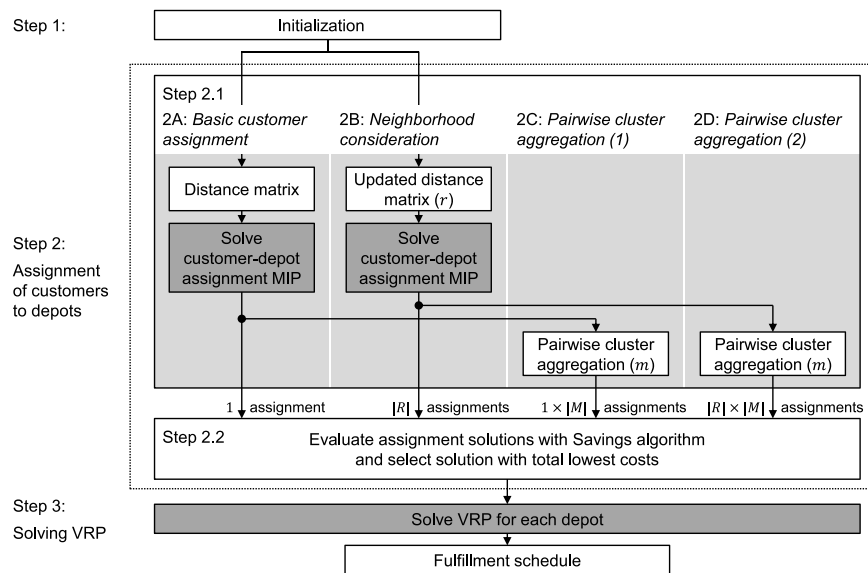 Step 1:
Initialization
Step 2.1
2A: Basic customer
assignment
2B: Neighborhood
consideration
2C: Pairwise cluster
aggregation (1)
2D: Pairwise cluster
aggregation (2)
Distance matrix
Updated distance
matrix (r)
Step 2:
Assignment
of customers
to depots
Solve
customer-depot
assignment MIP
Solve
customer-depot
assignment MIP
Pairwise cluster
aggregation (m)
Pairwise cluster
aggregation (m)
1 assignment
|R| assignments
1 × |M| assignments
|R| × |M| assignments
Step 2.2
Evaluate assignment solutions with Savings algorithm
and select solution with total lowest costs
Step 3:
Solving VRP
Solve VRP for each depot
Fulfillment schedule